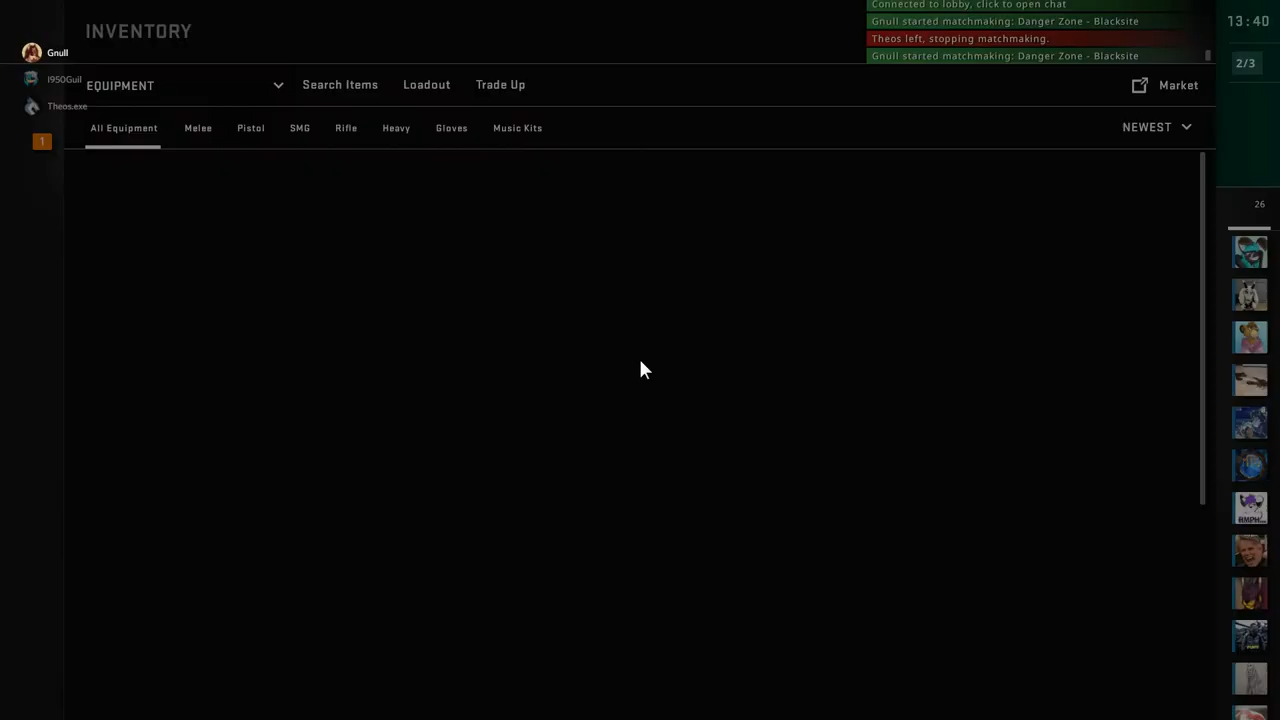 Connected to lobby, click to open chat
INVENTORY
Gnull started matchmaking: Danger Zone - Blacksite
13:40
Theos left, stopping matchmaking.
Gnull
Gnull started matchmaking: Danger Zone - Blacksite
2/3
I950Guil
EQUIPMENT
Search Items
Loadout
Trade Up
Market
Theos.exe
All Equipment
Melee
Pistol
SMG
Rifle
Heavy
Gloves
Music Kits
NEWEST
1
26